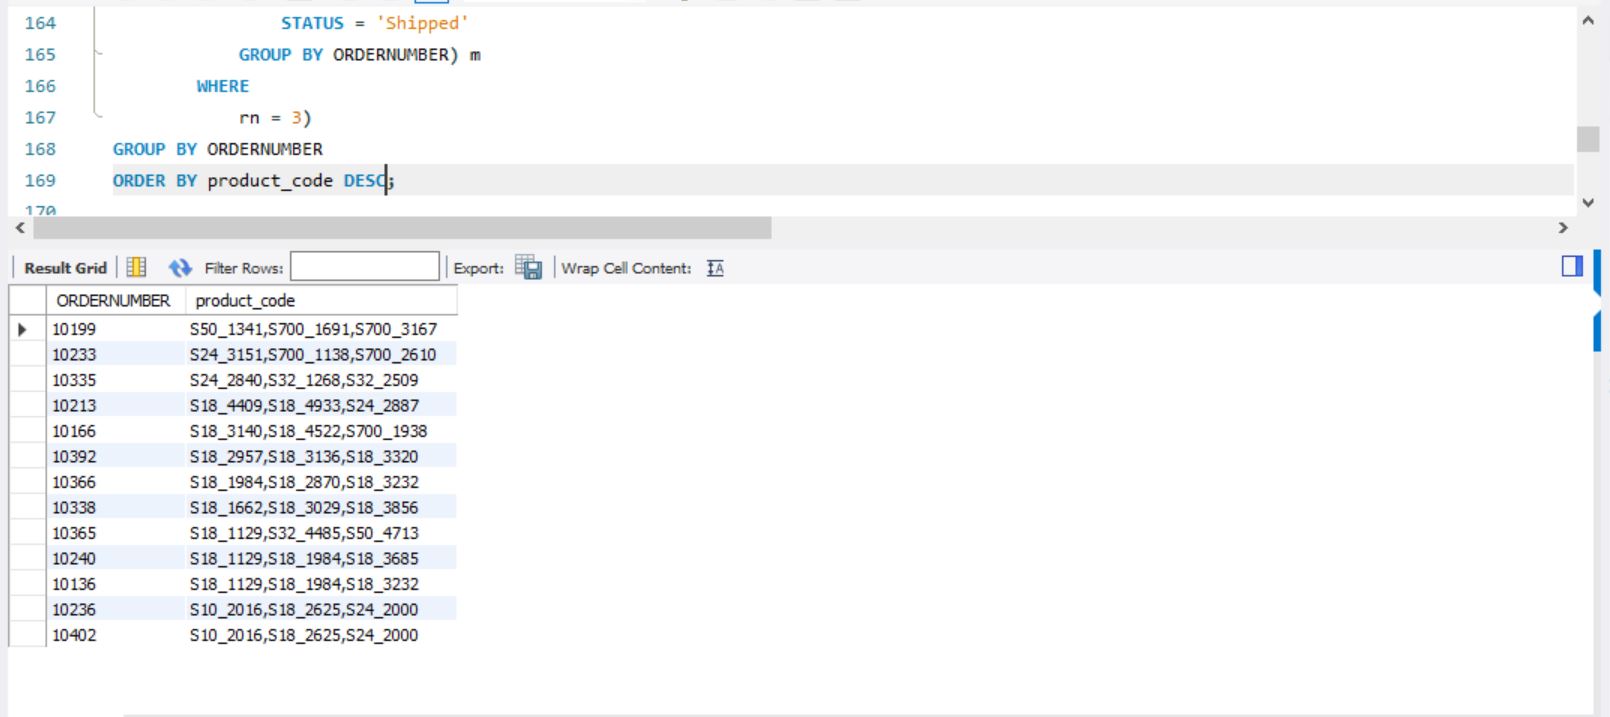 164 STATUS = 'Shipped'
165 GROUP BY ORDERNUMBER) m
166 WHERE
167 rn = 3)
168 GROUP BY ORDERNUMBER
169 ORDER BY product_code DESC;
170
Result Grid Filter Rows: Export: Wrap Cell Content:
ORDERNUMBER product_code
10199 S50_1341,S700_1691,S700_3167
10233 S24_3151,S700_1138,S700_2610
10335 S24_2840,S32_1268,S32_2509
10213 S18_4409,S18_4933,S24_2887
10166 S18_3140,S18_4522,S700_1938
10392 S18_2957,S18_3136,S18_3320
10366 S18_1984,S18_2870,S18_3232
10338 S18_1662,S18_3029,S18_3856
10365 S18_1129,S32_4485,S50_4713
10240 S18_1129,S18_1984,S18_3685
10136 S18_1129,S18_1984,S18_3232
10236 S10_2016,S18_2625,S24_2000
10402 S10_2016,S18_2625,S24_2000